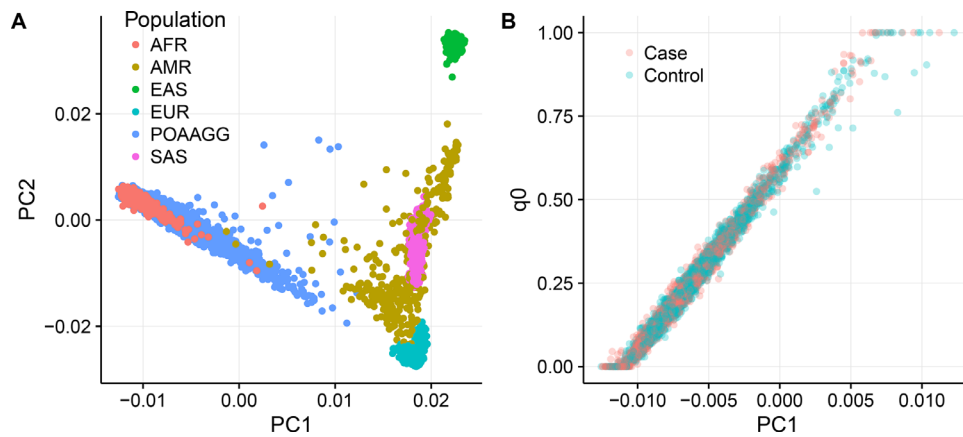 A
Population
AFR
AMR
EAS
EUR
POAAGG
SAS
PC2
0.02
0.00
−0.02
−0.01
0.00
0.01
0.02
PC1
B
Case
Control
q0
1.00
0.75
0.50
0.25
0.00
−0.010
−0.005
0.000
0.005
0.010
PC1